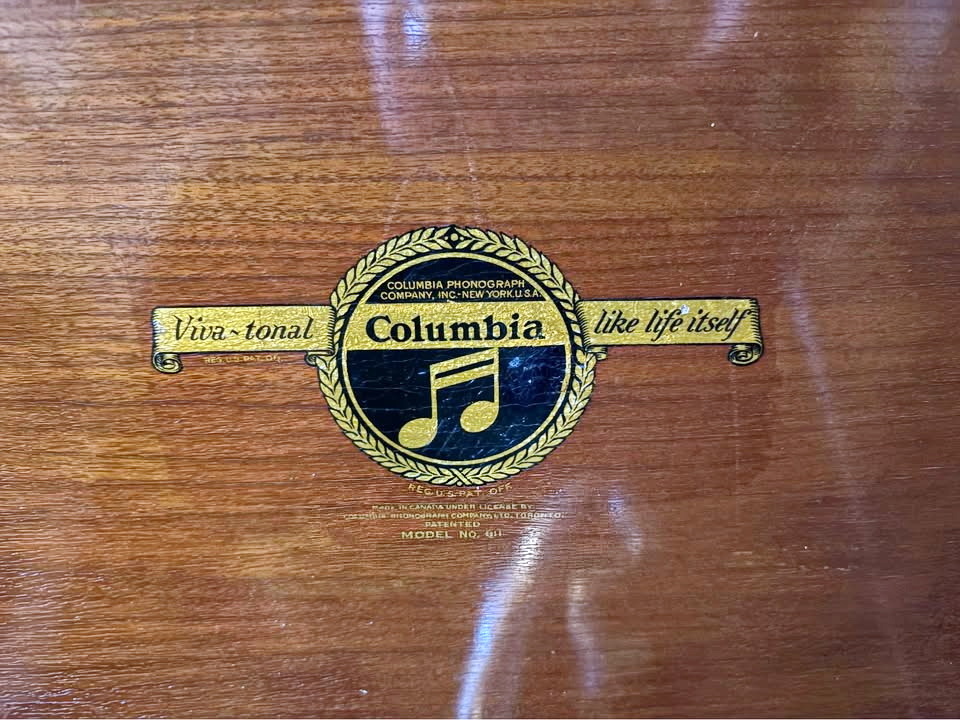 COLUMBIA PHONOGRAPH
COMPANY, INC.-NEW YORK,U.S.A.
Viva~tonal Columbia like life itself
REG.U.S.PAT.OFF.
REG.U.S.PAT. OFF.
MADE IN CANADA UNDER LICENSE BY
COLUMBIA PHONOGRAPH COMPANY, LTD. TORONTO.
PATENTED
MODEL NO.